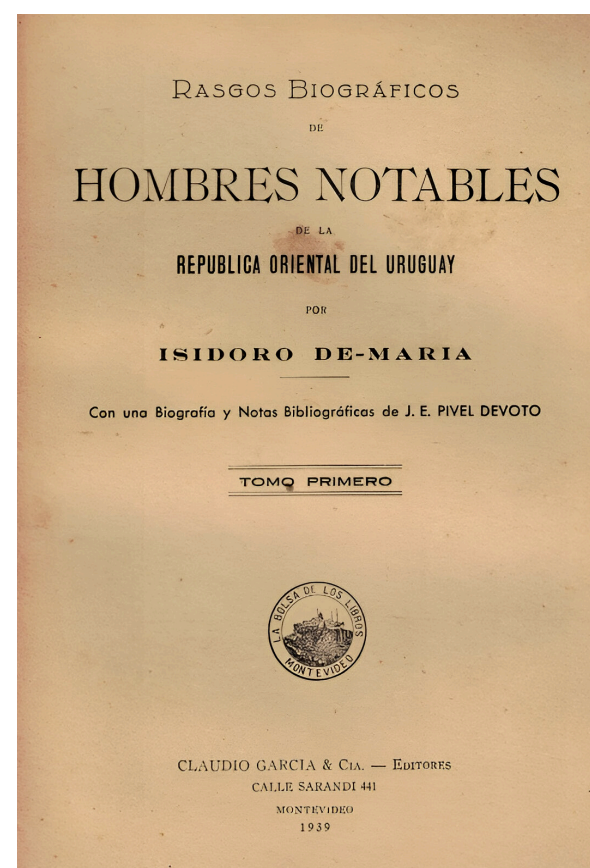 RASGOS BIOGRÁFICOS
DE
HOMBRES NOTABLES
DE LA
REPUBLICA ORIENTAL DEL URUGUAY
POR
ISIDORO DE-MARIA
Con una Biografía y Notas Bibliográficas de J. E. PIVEL DEVOTO
TOMO PRIMERO
LA BOLSA DE LOS LIBROS
MONTEVIDEO
CLAUDIO GARCIA & CIA. — EDITORES
CALLE SARANDI 441
MONTEVIDEO
1939